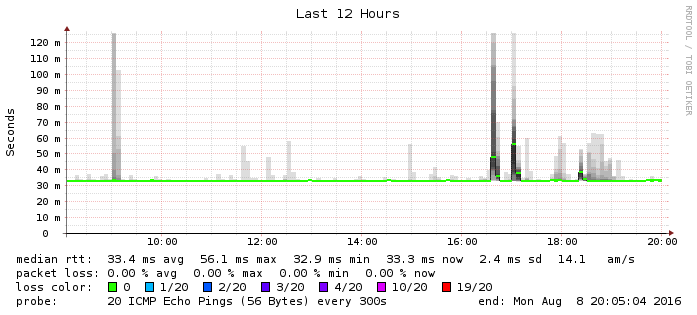 Last 12 Hours
RRDTOOL / TOBI OETIKER
Seconds
120 m
110 m
100 m
90 m
80 m
70 m
60 m
50 m
40 m
30 m
20 m
10 m
0
10:00 12:00 14:00 16:00 18:00 20:00
median rtt: 33.4 ms avg 56.1 ms max 32.9 ms min 33.3 ms now 2.4 ms sd 14.1 am/s
packet loss: 0.00 % avg 0.00 % max 0.00 % min 0.00 % now
loss color: 0 1/20 2/20 3/20 4/20 10/20 19/20
probe: 20 ICMP Echo Pings (56 Bytes) every 300s end: Mon Aug 8 20:05:04 2016